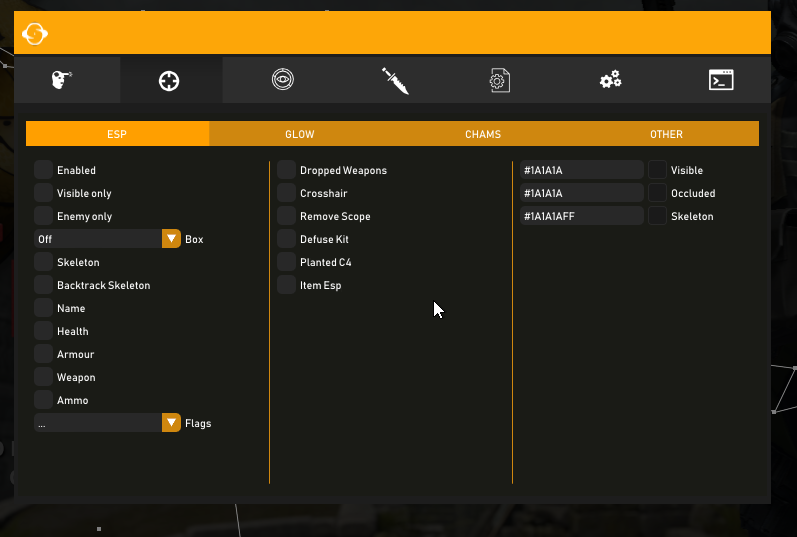 ESP GLOW CHAMS OTHER
Enabled
Visible only
Enemy only
Off Box
Skeleton
Backtrack Skeleton
Name
Health
Armour
Weapon
Ammo
... Flags
Dropped Weapons
Crosshair
Remove Scope
Defuse Kit
Planted C4
Item Esp
#1A1A1A Visible
#1A1A1A Occluded
#1A1A1AFF Skeleton